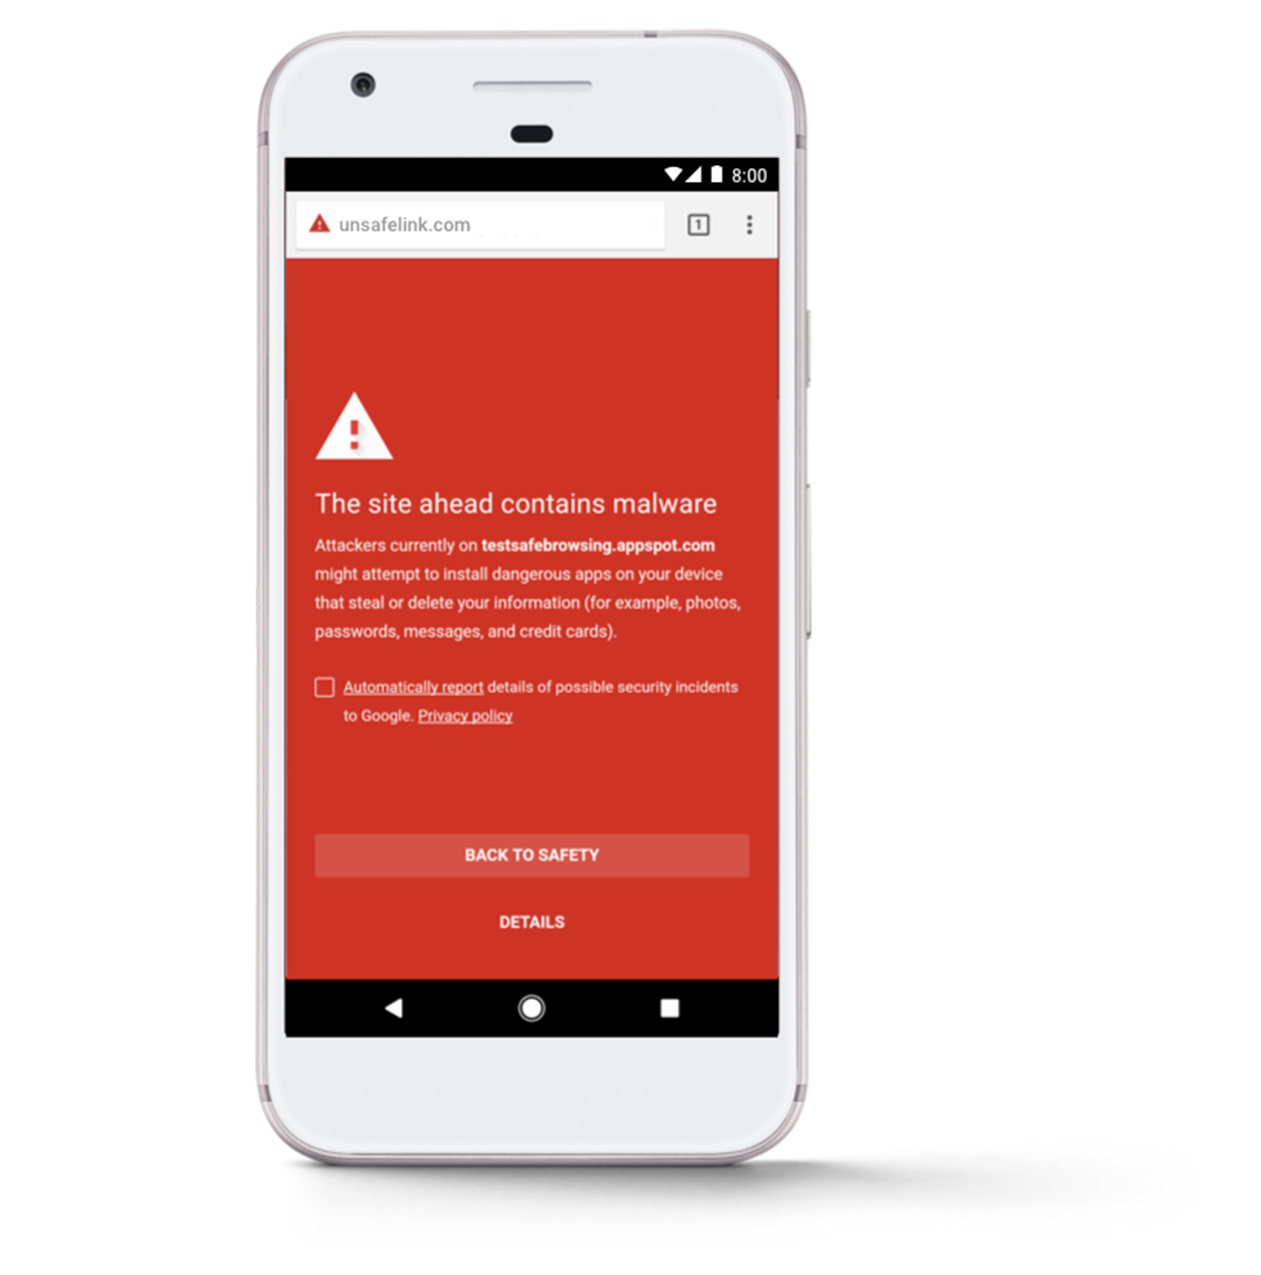 8:00
unsafelink.com
1
The site ahead contains malware
Attackers currently on testsafebrowsing.appspot.com
might attempt to install dangerous apps on your device
that steal or delete your information (for example, photos,
passwords, messages, and credit cards).
Automatically report details of possible security incidents
to Google. Privacy policy
BACK TO SAFETY
DETAILS